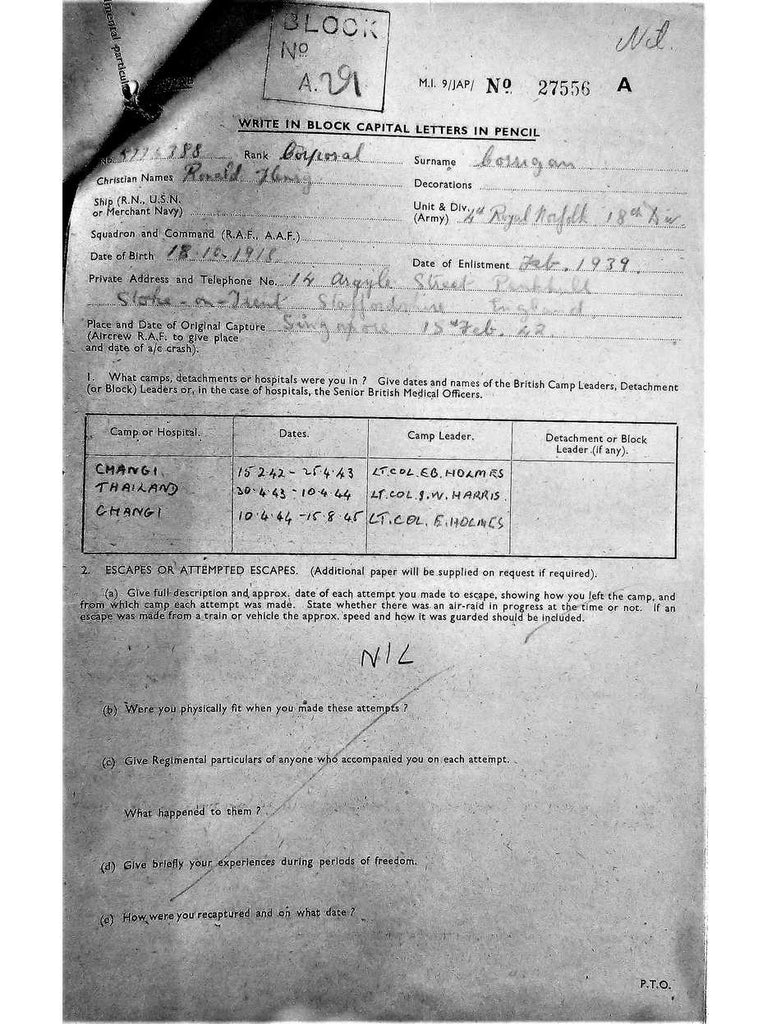 mental particul
BLOCK
Nº
A.29
Nil.
M.I. 9/JAP/ Nº 27556 A
WRITE IN BLOCK CAPITAL LETTERS IN PENCIL
No. 388 Rank Corporal Surname Corrigan
Christian Names Ronald Henry Decorations
Ship (R.N., U.S.N. or Merchant Navy)
Unit & Div. (Army) 4th Royal Norfolk 18th Div.
Squadron and Command (R.A.F., A.A.F.)
Date of Birth 18.10.1918 Date of Enlistment Feb. 1939.
Private Address and Telephone No. 14 Argyle Street
Stoke-on-Trent Staffordshire England.
Place and Date of Original Capture Singapore 15th Feb. 42.
(Aircrew R.A.F. to give place
and date of a/c crash).
1. What camps, detachments or hospitals were you in ? Give dates and names of the British Camp Leaders, Detachment
(or Block) Leaders or, in the case of hospitals, the Senior British Medical Officers.
Camp or Hospital. Dates. Camp Leader. Detachment or Block
Leader (if any).
CHANGI 15·2·42 - 25·4·43 LT.COL.EB.HOLMES
THAILAND 30·4·43 - 10·4·44 LT.COL.S.W.HARRIS.
CHANGI 10·4·44 - 15·8·45 LT.COL.E.HOLMES
2. ESCAPES OR ATTEMPTED ESCAPES. (Additional paper will be supplied on request if required).
(a) Give full description and approx. date of each attempt you made to escape, showing how you left the camp, and
from which camp each attempt was made. State whether there was an air-raid in progress at the time or not. If an
escape was made from a train or vehicle the approx. speed and how it was guarded should be included.
NIL
(b) Were you physically fit when you made these attempts ?
(c) Give Regimental particulars of anyone who accompanied you on each attempt.
What happened to them ?
(d) Give briefly your experiences during periods of freedom.
(e) How were you recaptured and on what date ?
P.T.O.